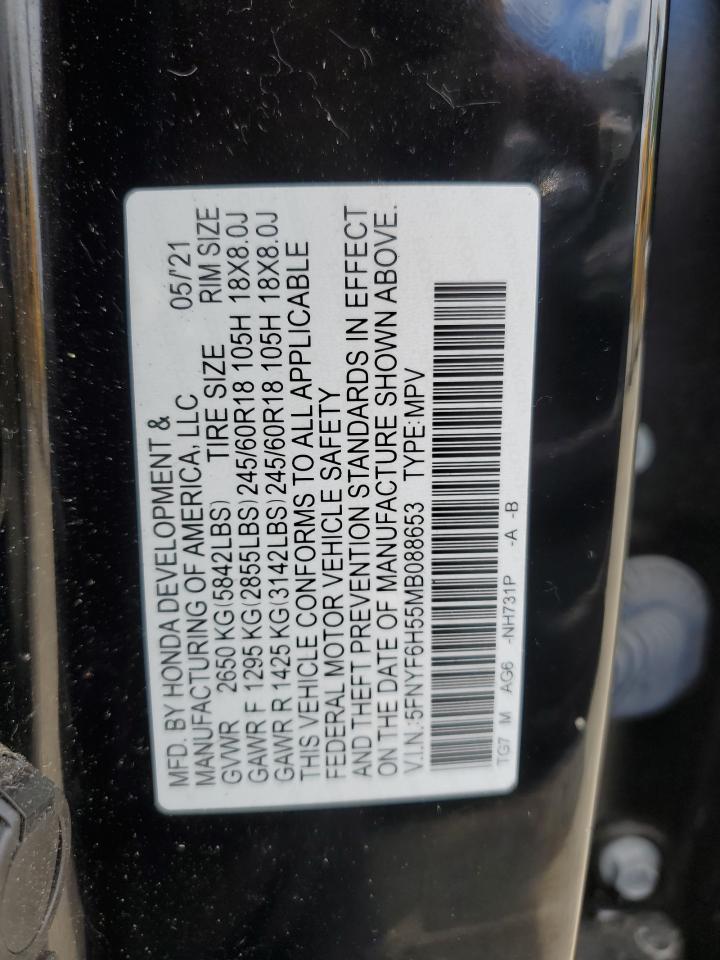 MFD. BY HONDA DEVELOPMENT &
MANUFACTURING OF AMERICA, LLC 05/'21
GVWR 2650 KG (5842LBS) TIRE SIZE RIM SIZE
GAWR F 1295 KG (2855LBS) 245/60R18 105H 18X8.0J
GAWR R 1425 KG (3142LBS) 245/60R18 105H 18X8.0J
THIS VEHICLE CONFORMS TO ALL APPLICABLE
FEDERAL MOTOR VEHICLE SAFETY
AND THEFT PREVENTION STANDARDS IN EFFECT
ON THE DATE OF MANUFACTURE SHOWN ABOVE.
V.I.N.:5FNYF6H55MB088653 TYPE:MPV
TG7 M AG6 -NH731P -A -B